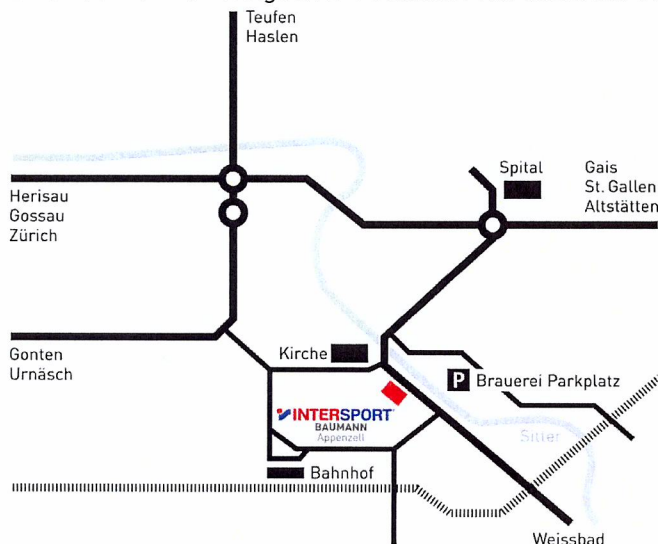 Teufen
Haslen
Spital
Gais
St. Gallen
Altstätten
Herisau
Gossau
Zürich
Gonten
Urnäsch
Kirche
P Brauerei Parkplatz
INTERSPORT
BAUMANN
Appenzell
Sitter
Bahnhof
Weissbad